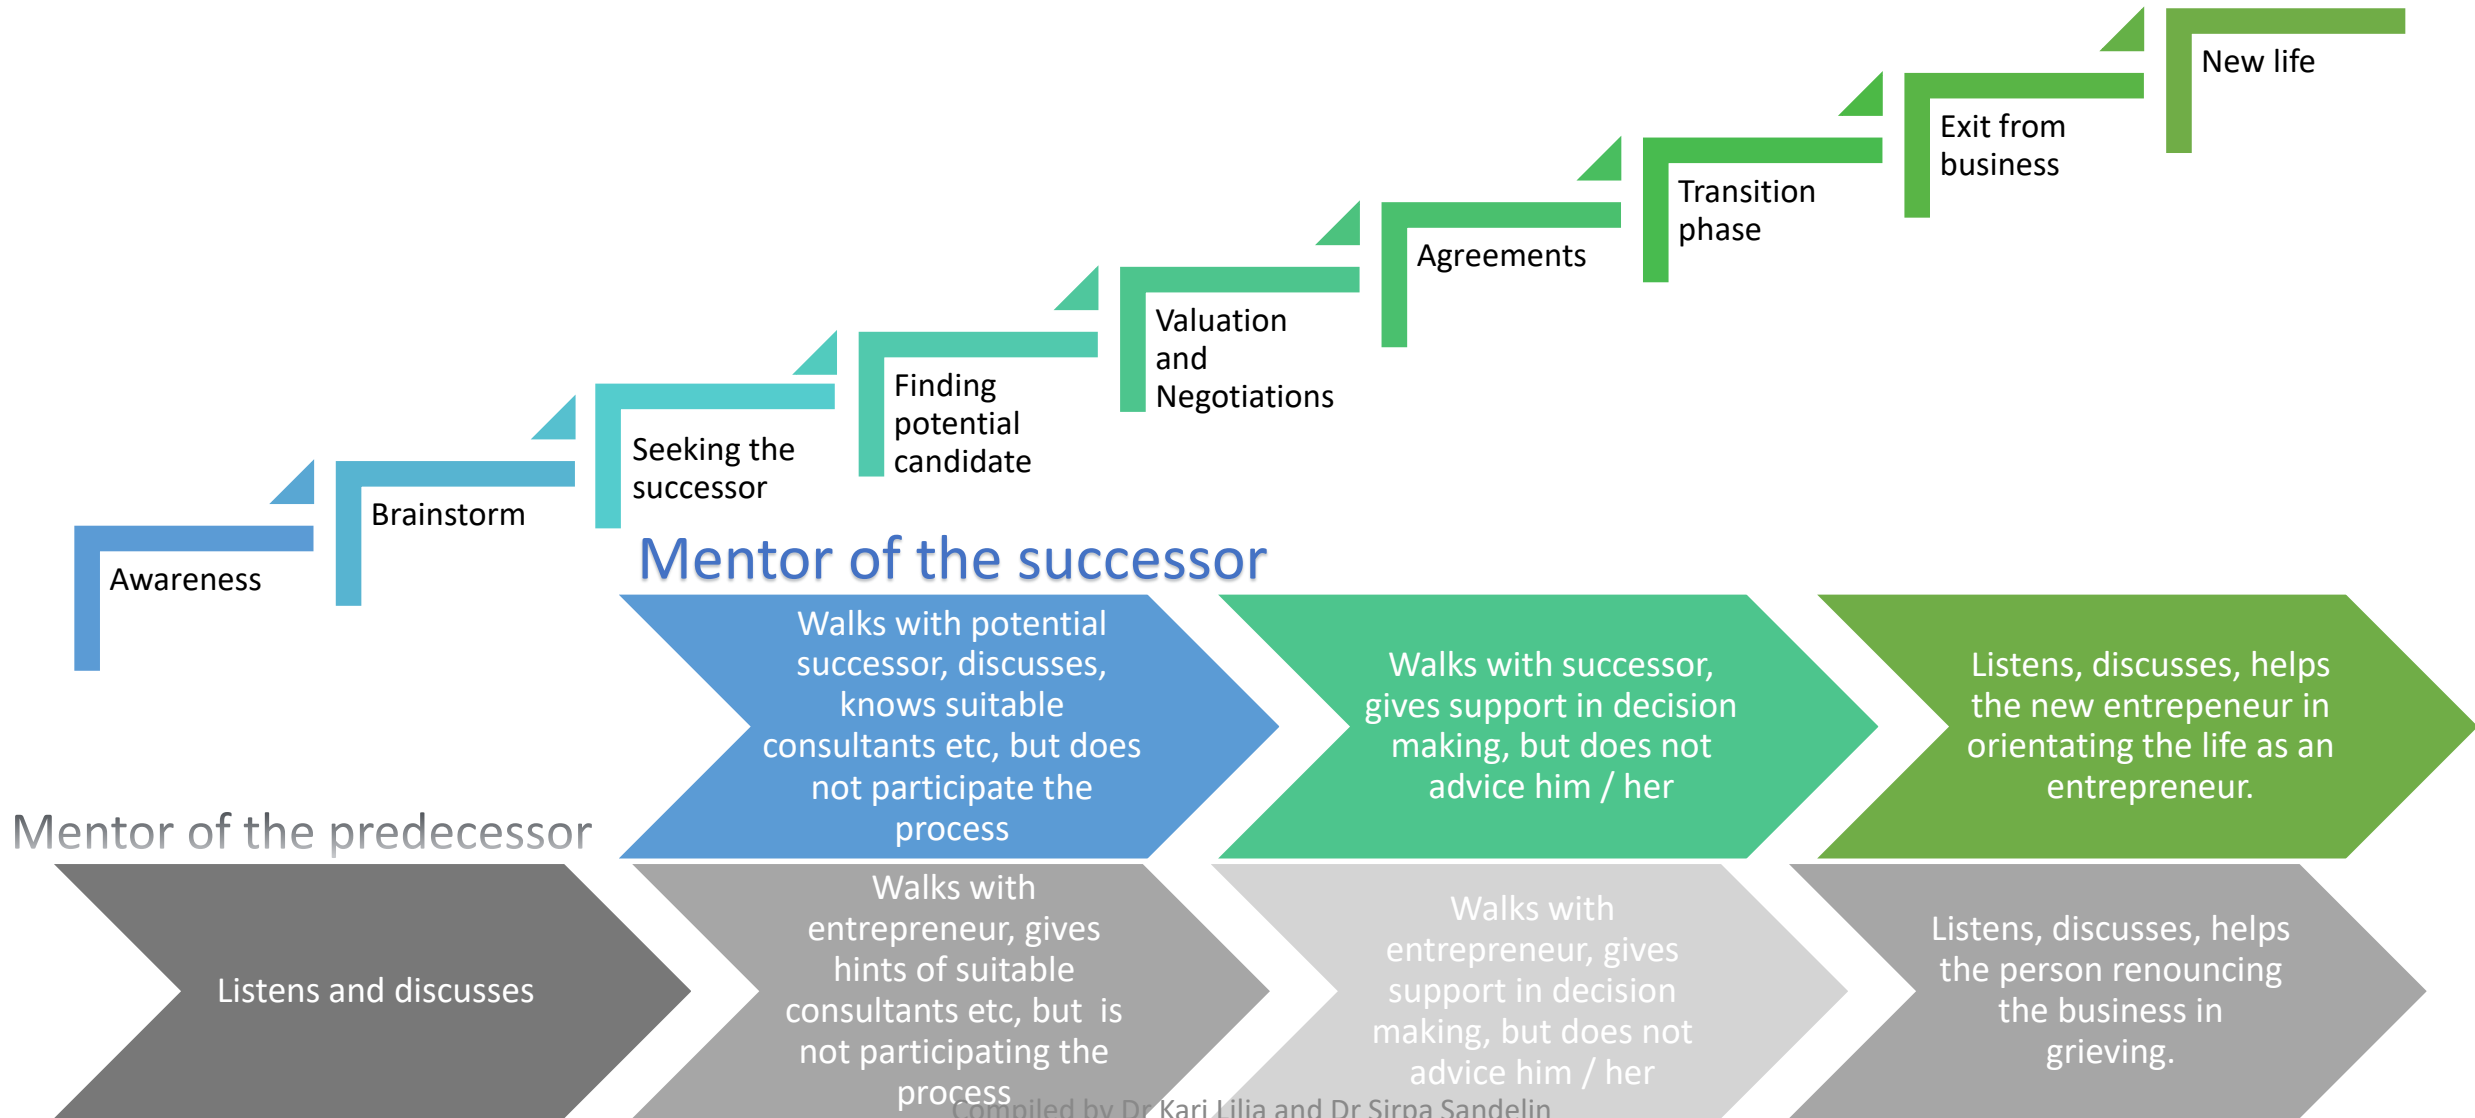 New life
Exit from
business
Transition
phase
Agreements
Valuation
and
Negotiations
Finding
potential
candidate
Seeking the
successor
Brainstorm
Awareness
Mentor of the successor
Walks with potential
successor, discusses,
knows suitable
consultants etc, but does
not participate the
process
Walks with successor,
gives support in decision
making, but does not
advice him / her
Listens, discusses, helps
the new entrepeneur in
orientating the life as an
entrepreneur.
Mentor of the predecessor
Listens and discusses
Walks with
entrepreneur, gives
hints of suitable
consultants etc, but  is
not participating the
process
Walks with
entrepreneur, gives
support in decision
making, but does not
advice him / her
Listens, discusses, helps
the person renouncing
the business in
grieving.
Compiled by Dr Kari Lilja and Dr Sirpa Sandelin